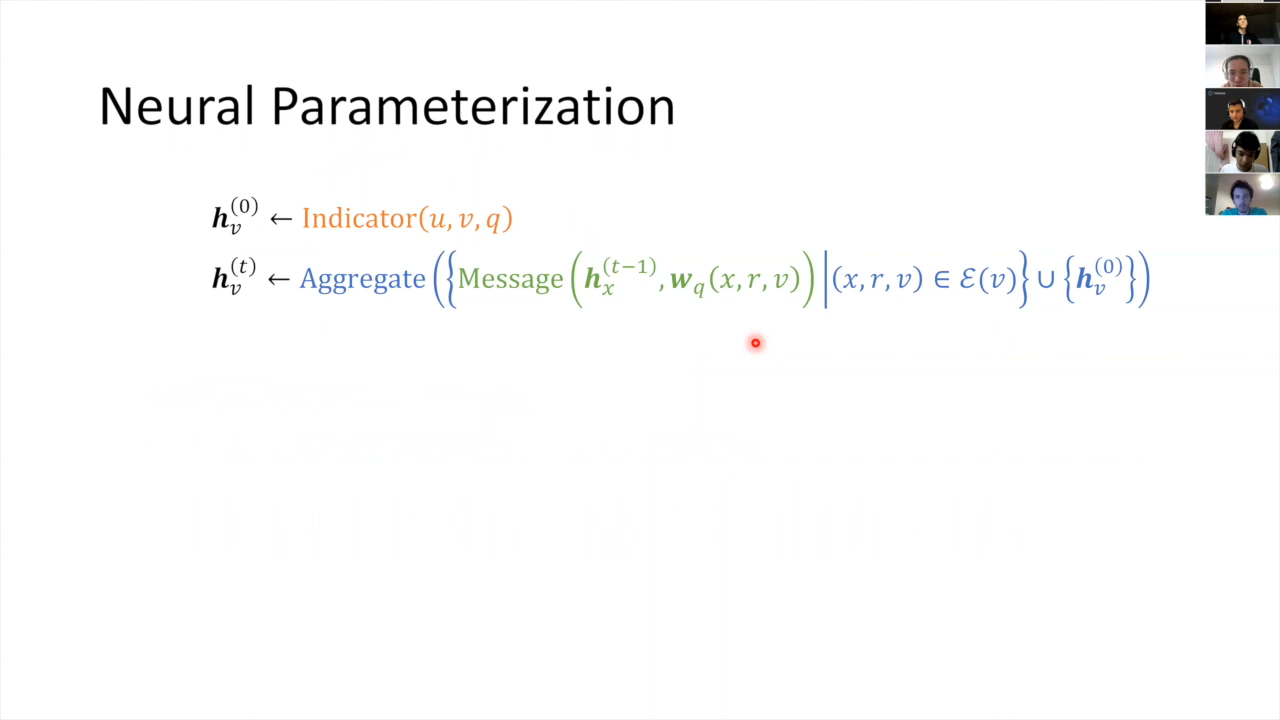 Neural Parameterization
𝒉_v^(0) ← Indicator(u, v, q)
𝒉_v^(t) ← Aggregate({Message(𝒉_x^(t−1), 𝒘_q(x, r, v)) | (x, r, v) ∈ ℰ(v)} ∪ {𝒉_v^(0)})